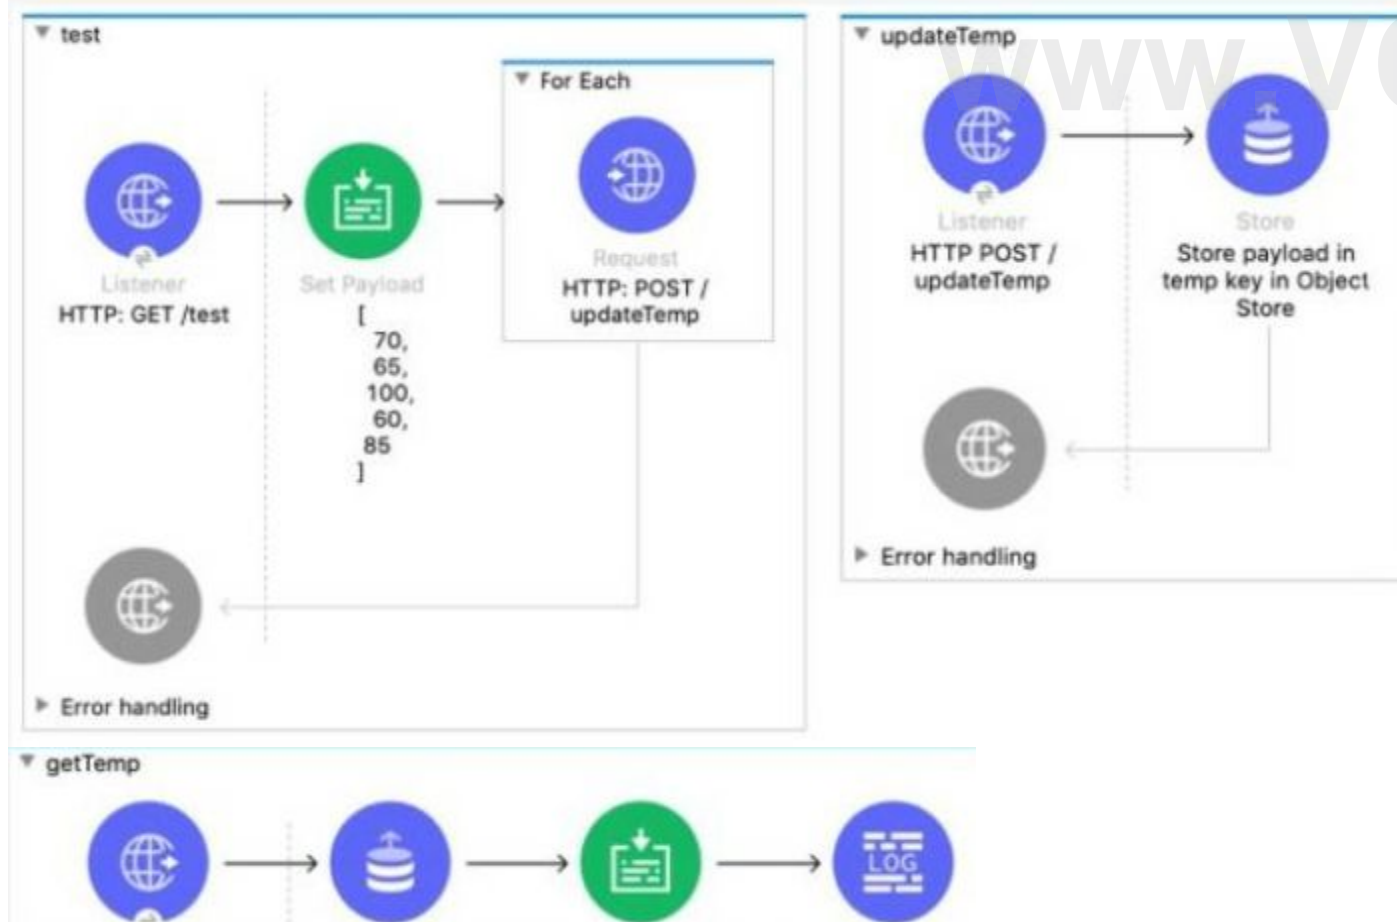 test
For Each
Listener
HTTP: GET /test
Set Payload
[
70,
65,
100,
60,
85
]
Request
HTTP: POST /
updateTemp
Error handling
updateTemp
Listener
HTTP POST /
updateTemp
Store
Store payload in
temp key in Object
Store
Error handling
getTemp
LOG